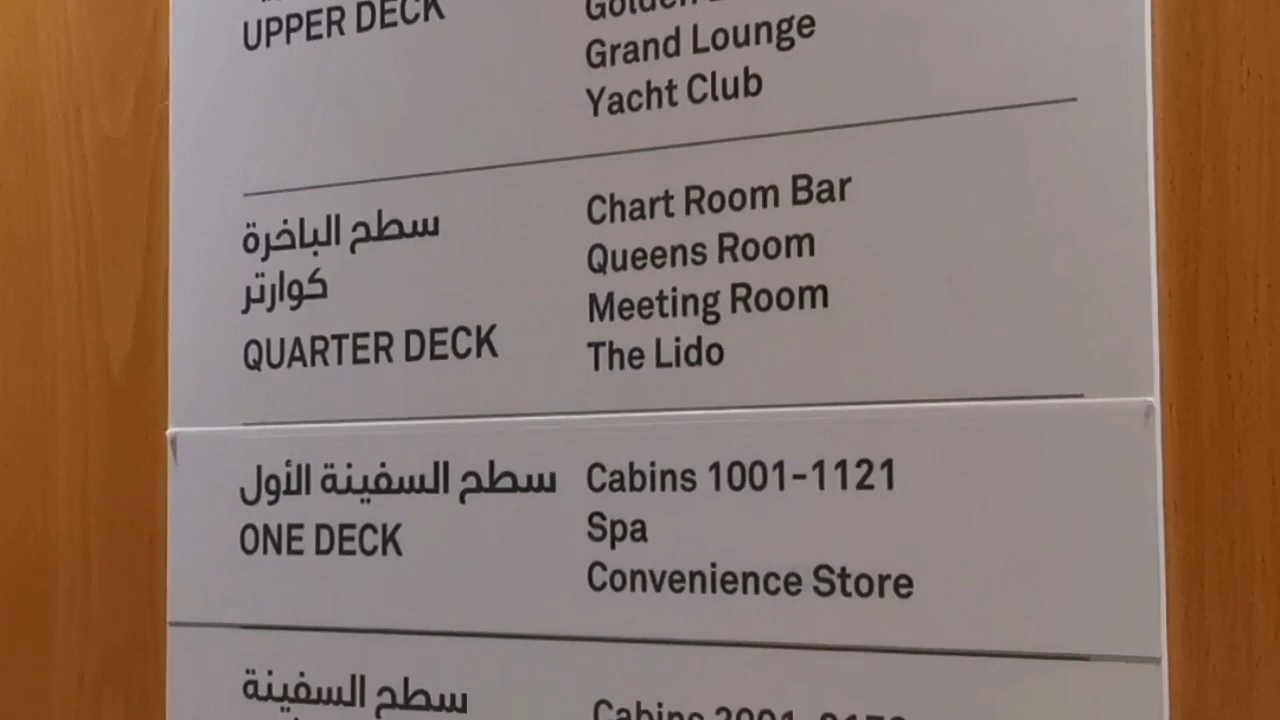 UPPER DECK
Grand Lounge
Yacht Club
سطح الباخرة
كوارتر
QUARTER DECK
Chart Room Bar
Queens Room
Meeting Room
The Lido
سطح السفينة الأول
ONE DECK
Cabins 1001-1121
Spa
Convenience Store
سطح السفينة
Cabins